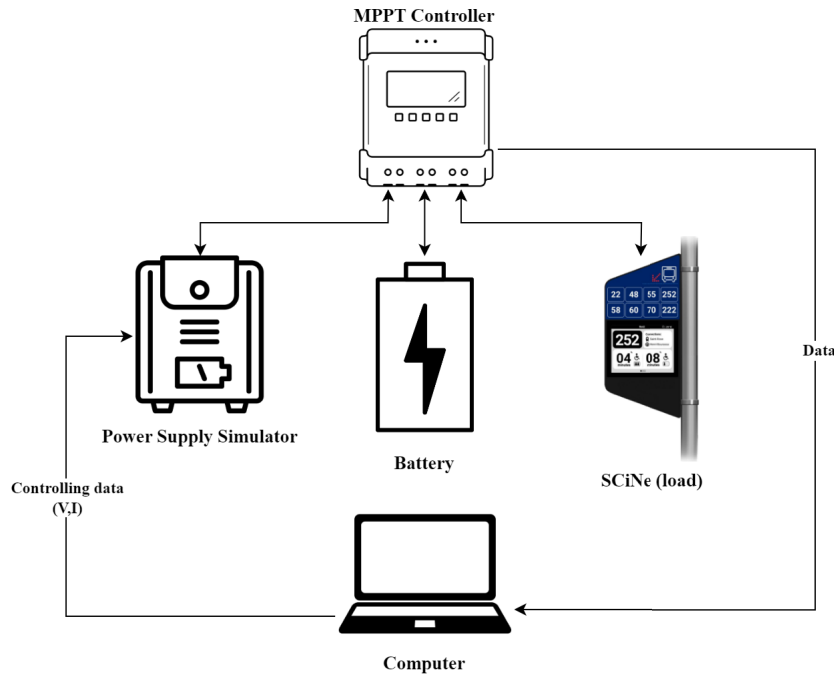 MPPT Controller
22 48 55 252
58 60 70 222
252
04 08
Data
Power Supply Simulator
Battery
SCiNe (load)
Controlling data
(V,I)
Computer